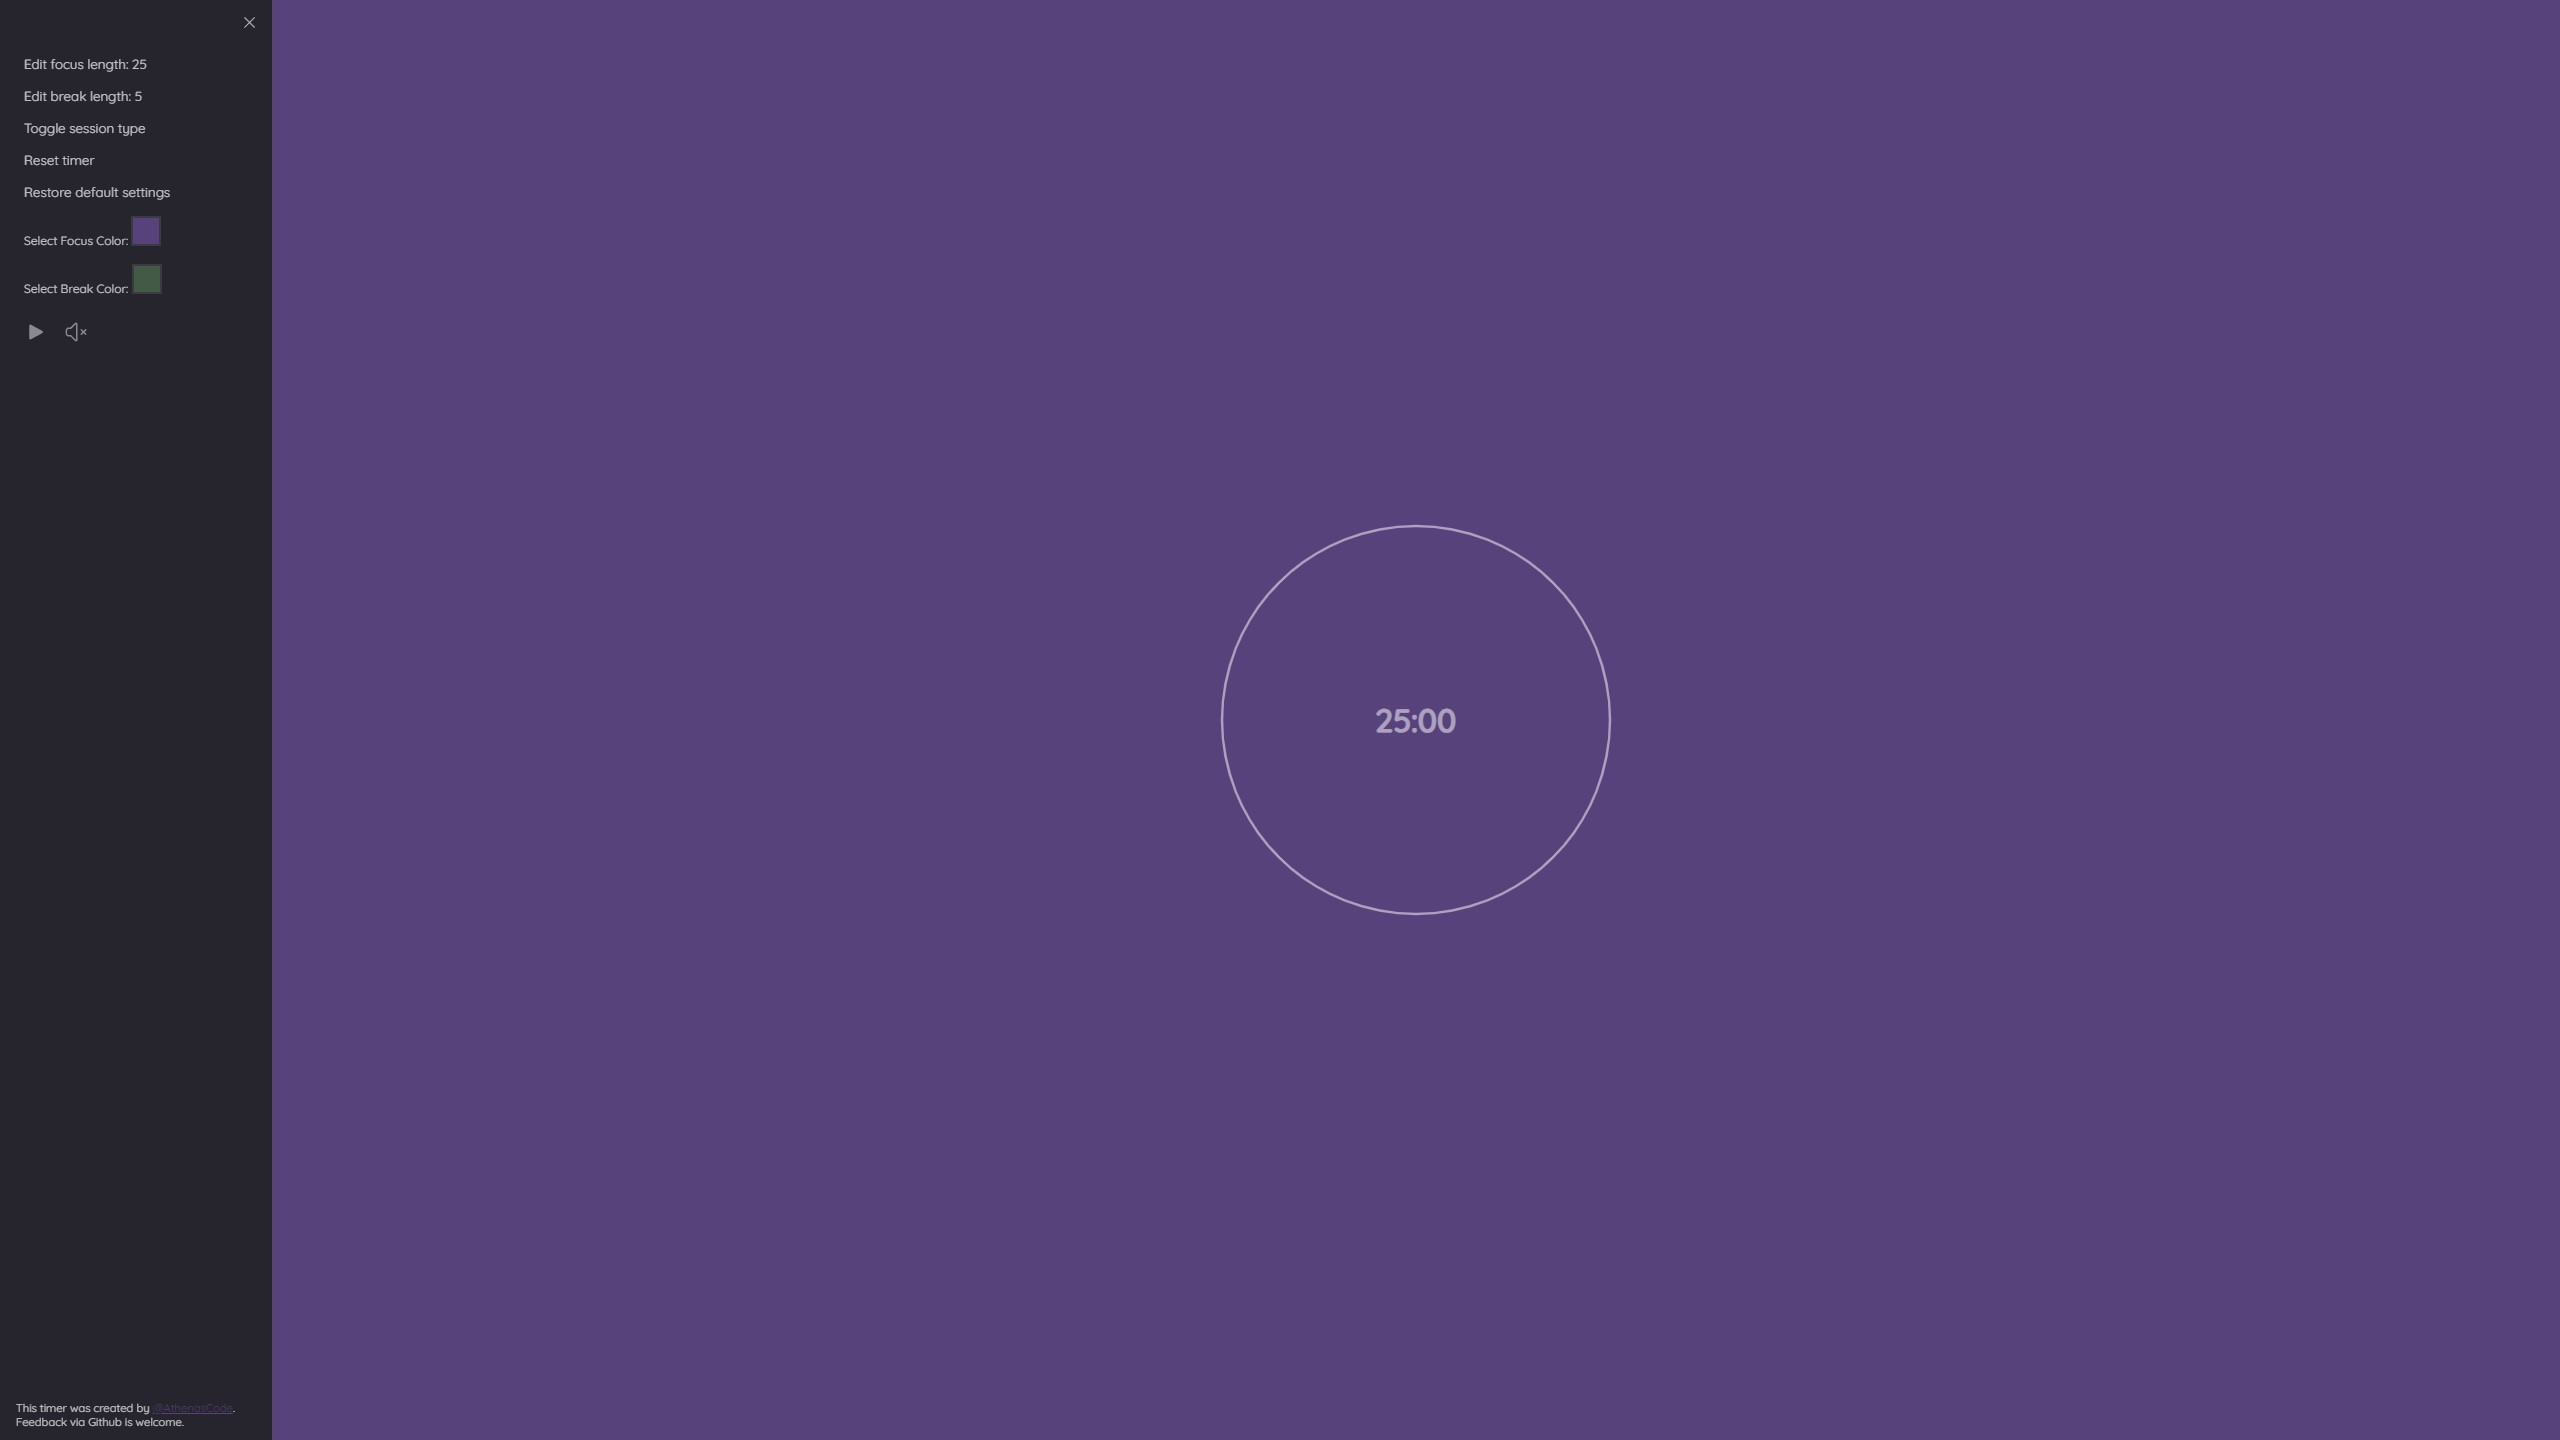 Edit focus length: 25
Edit break length: 5
Toggle session type
Reset timer
Restore default settings
Select Focus Color:
Select Break Color:
25:00
This timer was created by @AthenasCode.
Feedback via Github is welcome.